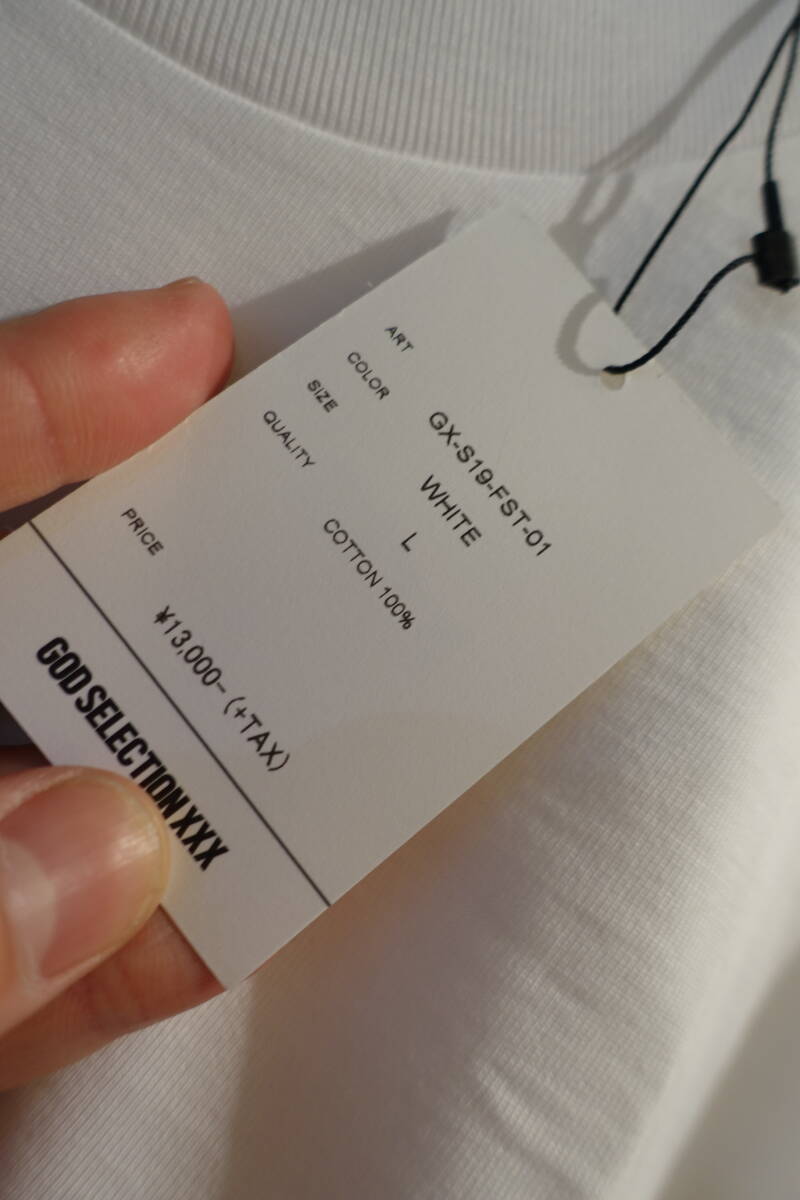 ART GX-S19-FST-01
COLOR WHITE
SIZE L
QUALITY COTTON 100%
PRICE ¥13,000- (+TAX)
GOD SELECTION XXX